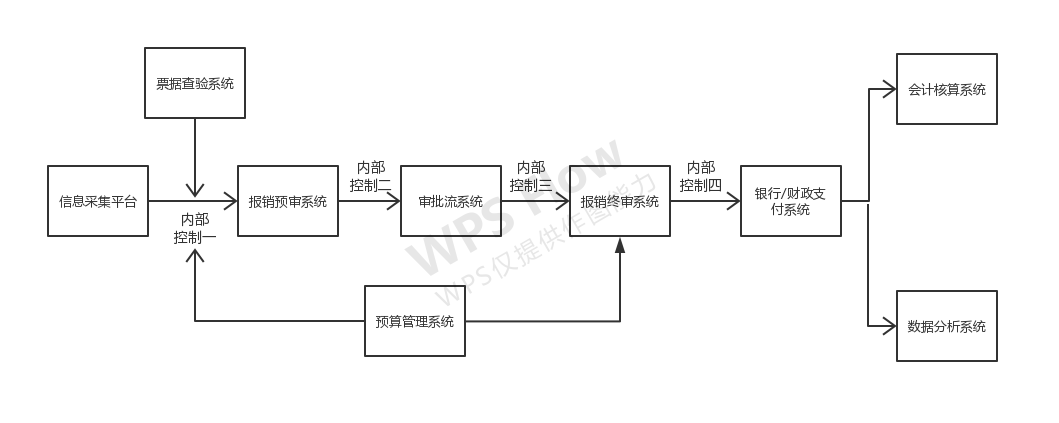 票据查验系统
会计核算系统
信息采集平台
内部
控制一
报销预审系统
内部
控制二
审批流系统
内部
控制三
报销终审系统
内部
控制四
银行/财政支
付系统
预算管理系统
数据分析系统
WPS Flow
WPS仅提供作图能力